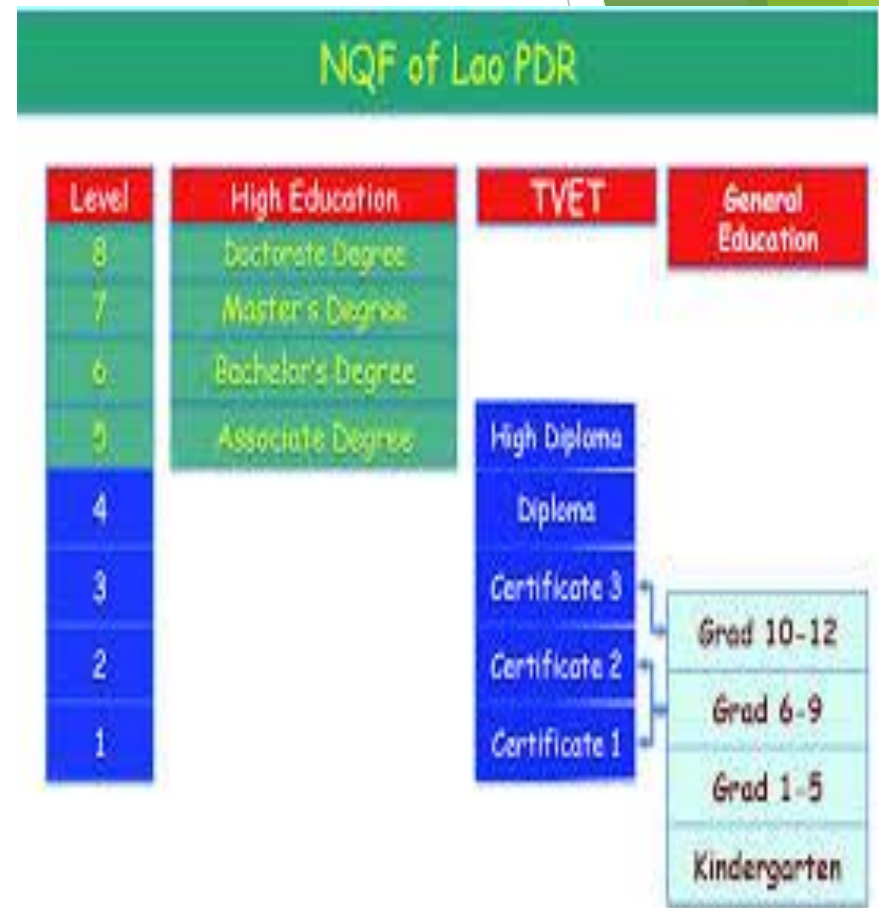 NQF of Lao PDR
Level
High Education
TVET
General
Education
8
Doctorate Degree
7
Master's Degree
6
Bachelor's Degree
5
Associate Degree
High Diploma
4
Diploma
3
Certificate 3
Grad 10-12
2
Certificate 2
Grad 6-9
1
Certificate 1
Grad 1-5
Kindergarten